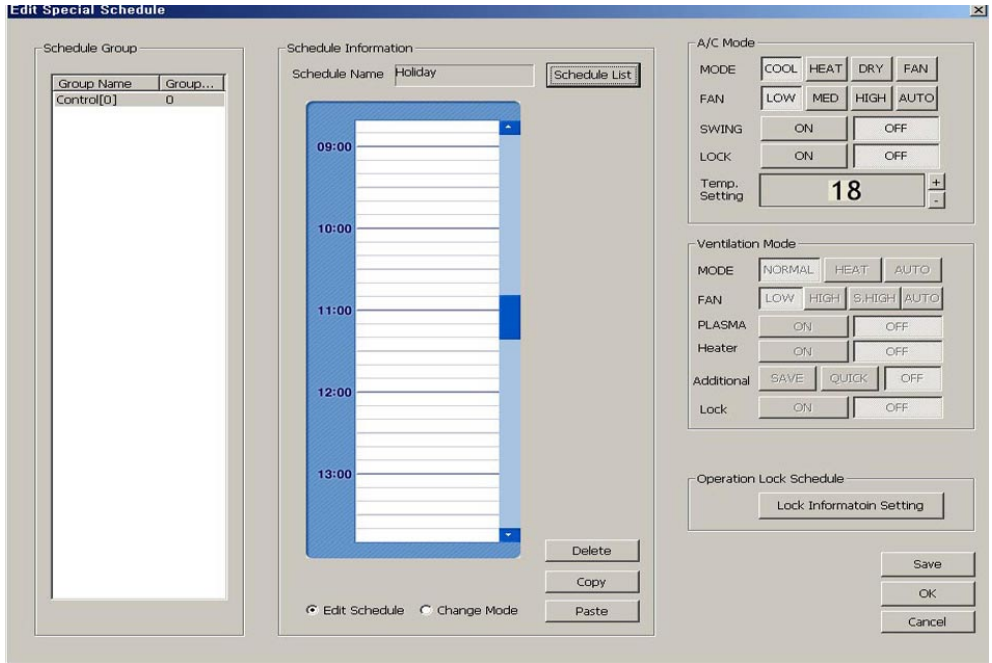 Edit Special Schedule
Schedule Group
Group Name Group...
Control[0] 0
Schedule Information
Schedule Name Holiday Schedule List
09:00
10:00
11:00
12:00
13:00
Delete
Copy
Edit Schedule Change Mode Paste
A/C Mode
MODE COOL HEAT DRY FAN
FAN LOW MED HIGH AUTO
SWING ON OFF
LOCK ON OFF
Temp.
Setting 18 + -
Ventilation Mode
MODE NORMAL HEAT AUTO
FAN LOW HIGH S.HIGH AUTO
PLASMA ON OFF
Heater ON OFF
Additional SAVE QUICK OFF
Lock ON OFF
Operation Lock Schedule
Lock Informatoin Setting
Save
OK
Cancel